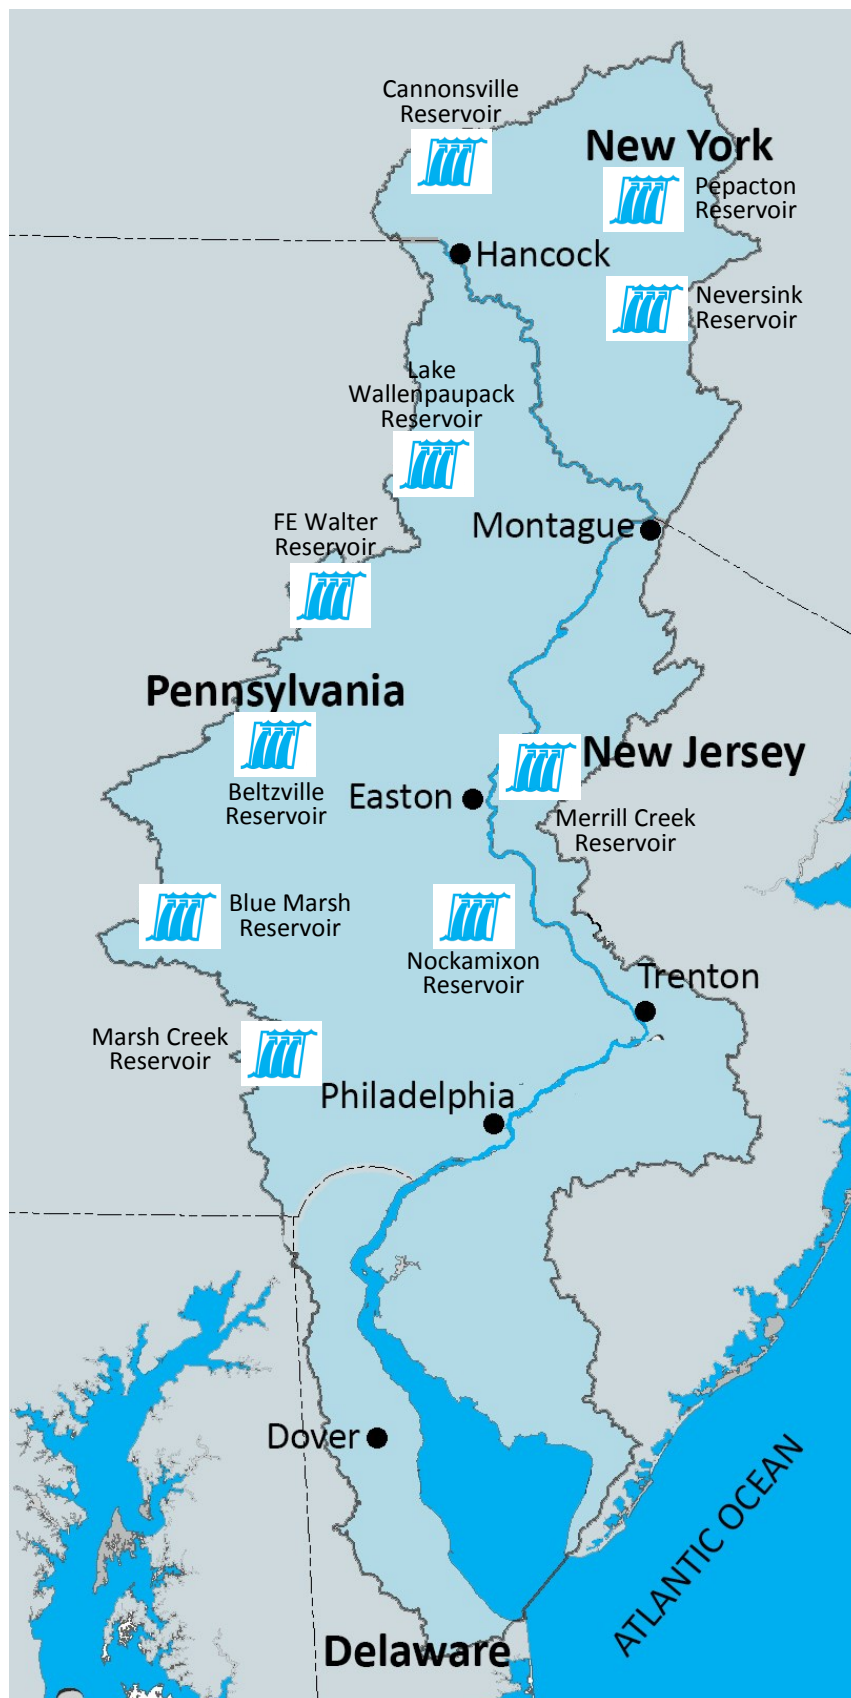 Cannonsville
Reservoir
New York
Pepacton
Reservoir
Hancock
Neversink
Reservoir
Lake
Wallenpaupack
Reservoir
FE Walter
Reservoir
Montague
Pennsylvania
New Jersey
Beltzville
Reservoir
Easton
Merrill Creek
Reservoir
Blue Marsh
Reservoir
Nockamixon
Reservoir
Trenton
Marsh Creek
Reservoir
Philadelphia
Dover
ATLANTIC OCEAN
Delaware